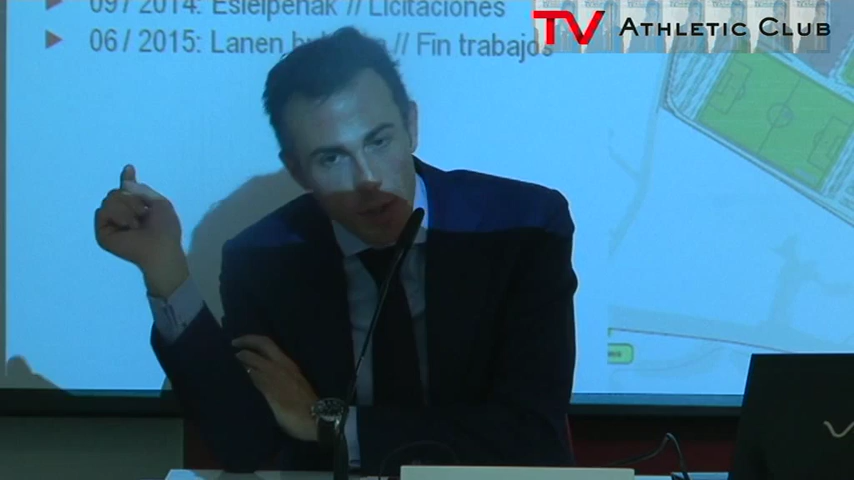 09 / 2014: Esleipenak // Licitaciones
06 / 2015: Lanen // Fin trabajos
TV ATHLETIC CLUB